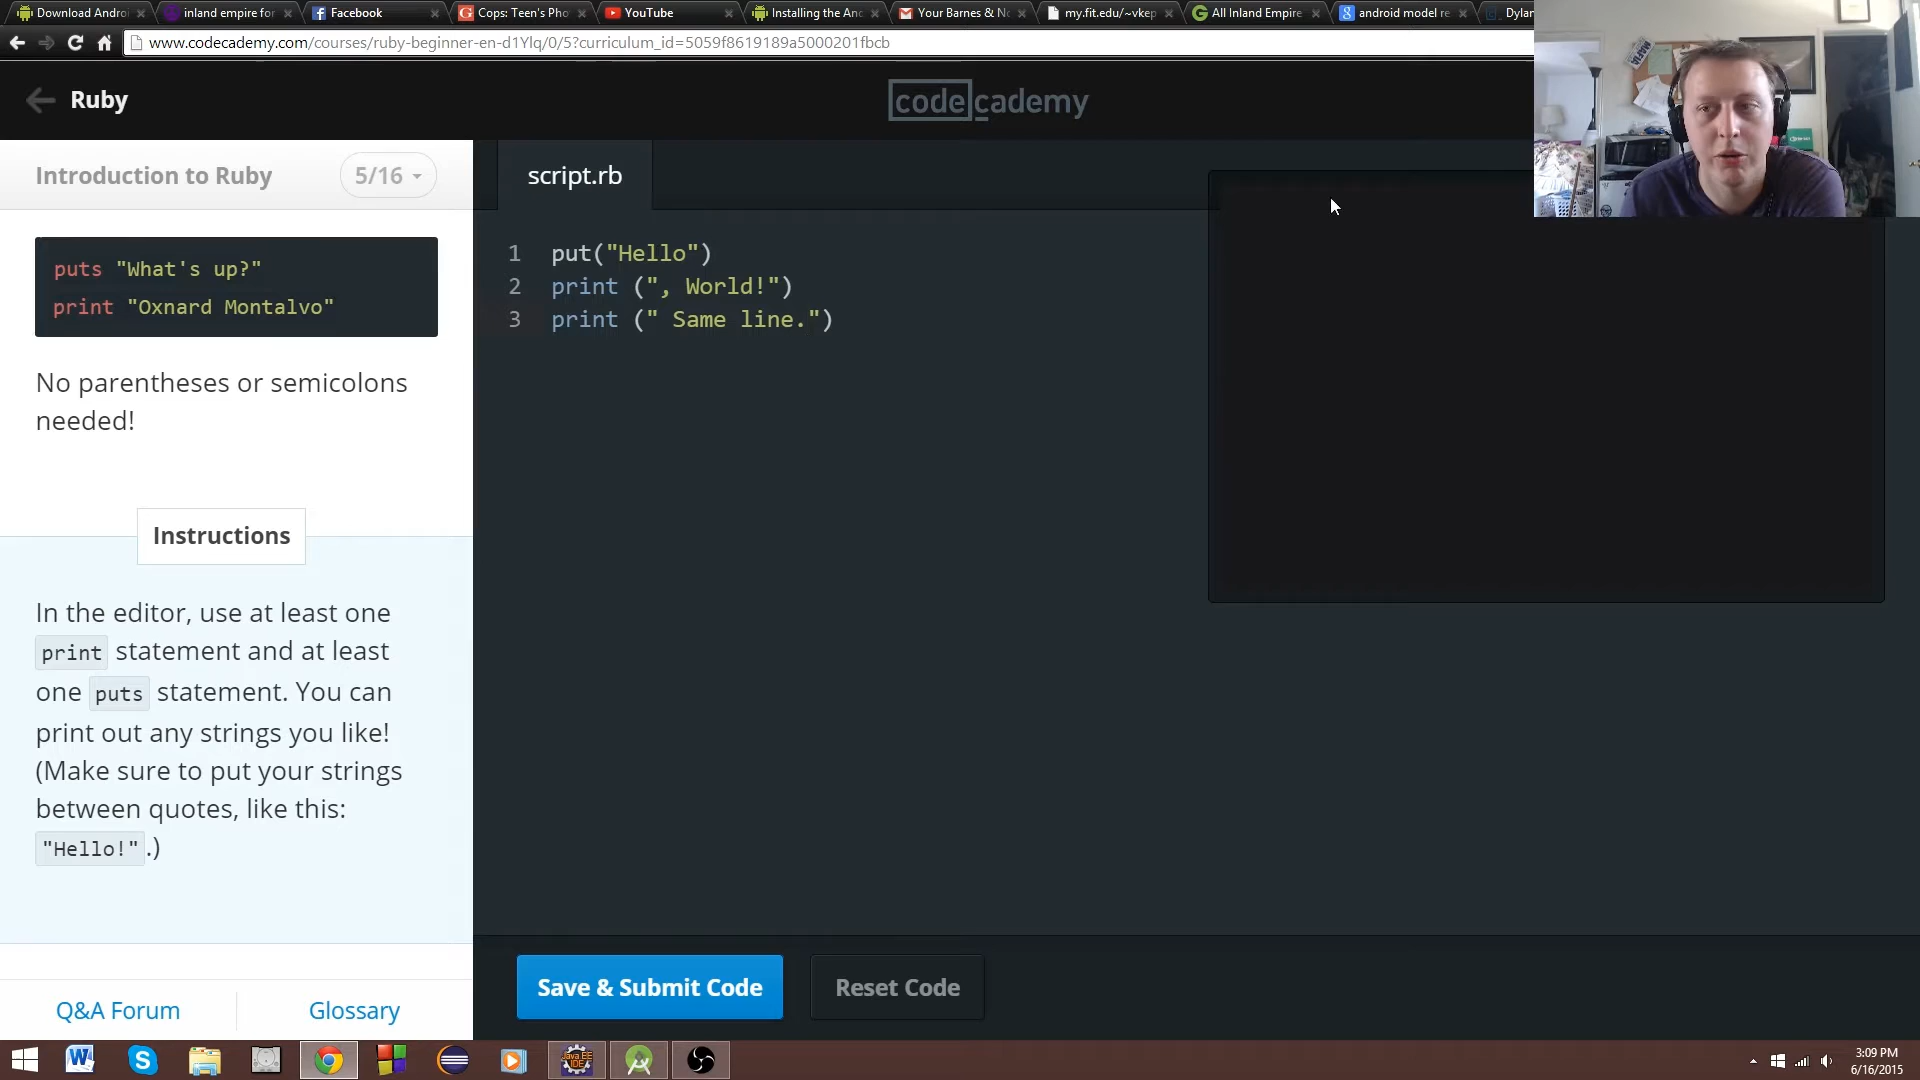 Download Androi
inland empire for
Facebook
Cops: Teen's Pho
YouTube
Installing the And
Your Barnes & No
my.fit.edu/~vkep
All Inland Empire
android model re
Dylan
www.codecademy.com/courses/ruby-beginner-en-d1Ylq/0/5?curriculum_id=5059f8619189a5000201fbcb
Ruby
codecademy
Introduction to Ruby
5/16
script.rb
puts "What's up?"
print "Oxnard Montalvo"
No parentheses or semicolons
needed!
Instructions
In the editor, use at least one
print statement and at least
one puts statement. You can
print out any strings you like!
(Make sure to put your strings
between quotes, like this:
"Hello!".)
Q&A Forum
Glossary
1 put("Hello")
2 print (", World!")
3 print (" Same line.")
Save & Submit Code
Reset Code
MAFIA
Java EE
IDE
3:09 PM
6/16/2015